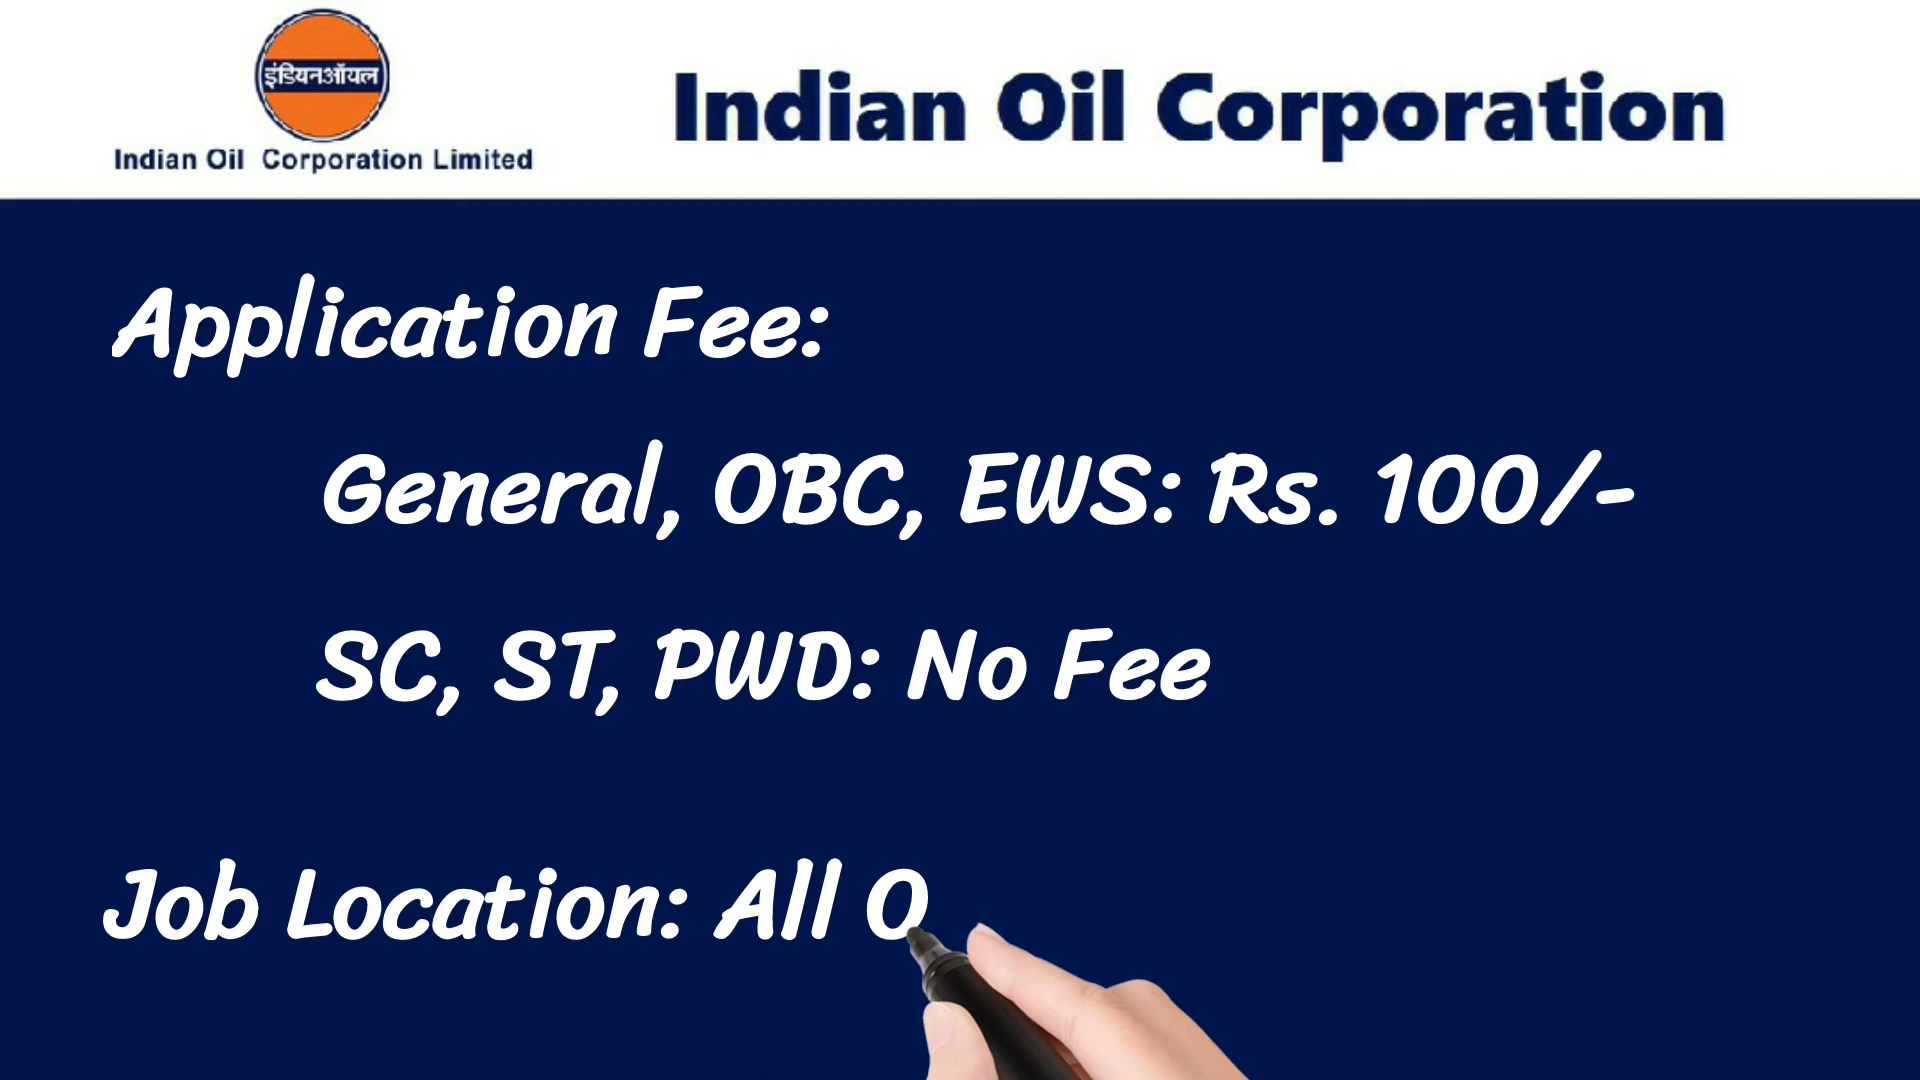 इंडियनऑयल
Indian Oil Corporation Limited
Indian Oil Corporation
Application Fee:
General, OBC, EWS: Rs. 100/-
SC, ST, PWD: No Fee
Job Location: All O